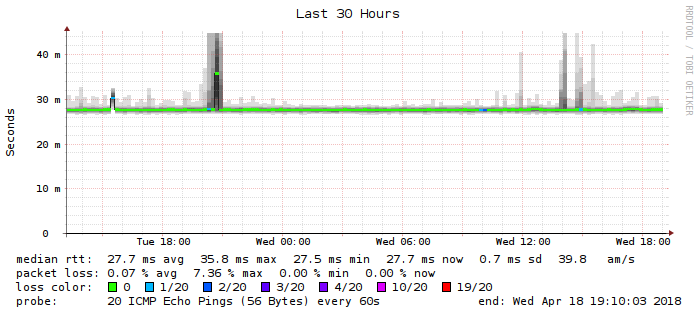 Last 30 Hours
RRDTOOL / TOBI OETIKER
Seconds
40 m
30 m
20 m
10 m
0
Tue 18:00 Wed 00:00 Wed 06:00 Wed 12:00 Wed 18:00
median rtt: 27.7 ms avg 35.8 ms max 27.5 ms min 27.7 ms now 0.7 ms sd 39.8 am/s
packet loss: 0.07 % avg 7.36 % max 0.00 % min 0.00 % now
loss color: 0 1/20 2/20 3/20 4/20 10/20 19/20
probe: 20 ICMP Echo Pings (56 Bytes) every 60s end: Wed Apr 18 19:10:03 2018